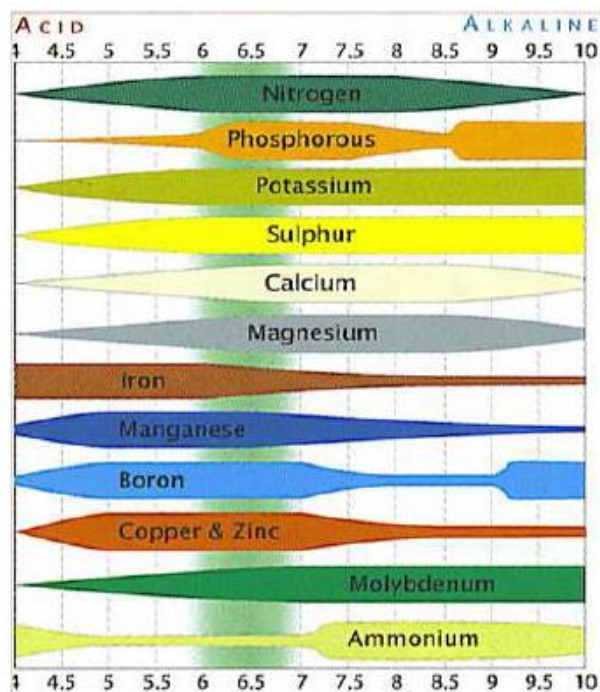 ACID ALKALINE
4 4.5 5 5.5 6 6.5 7 7.5 8 8.5 9 9.5 10
Nitrogen
Phosphorous
Potassium
Sulphur
Calcium
Magnesium
Iron
Manganese
Boron
Copper & Zinc
Molybdenum
Ammonium
4 4.5 5 5.5 6 6.5 7 7.5 8 8.5 9 9.5 10